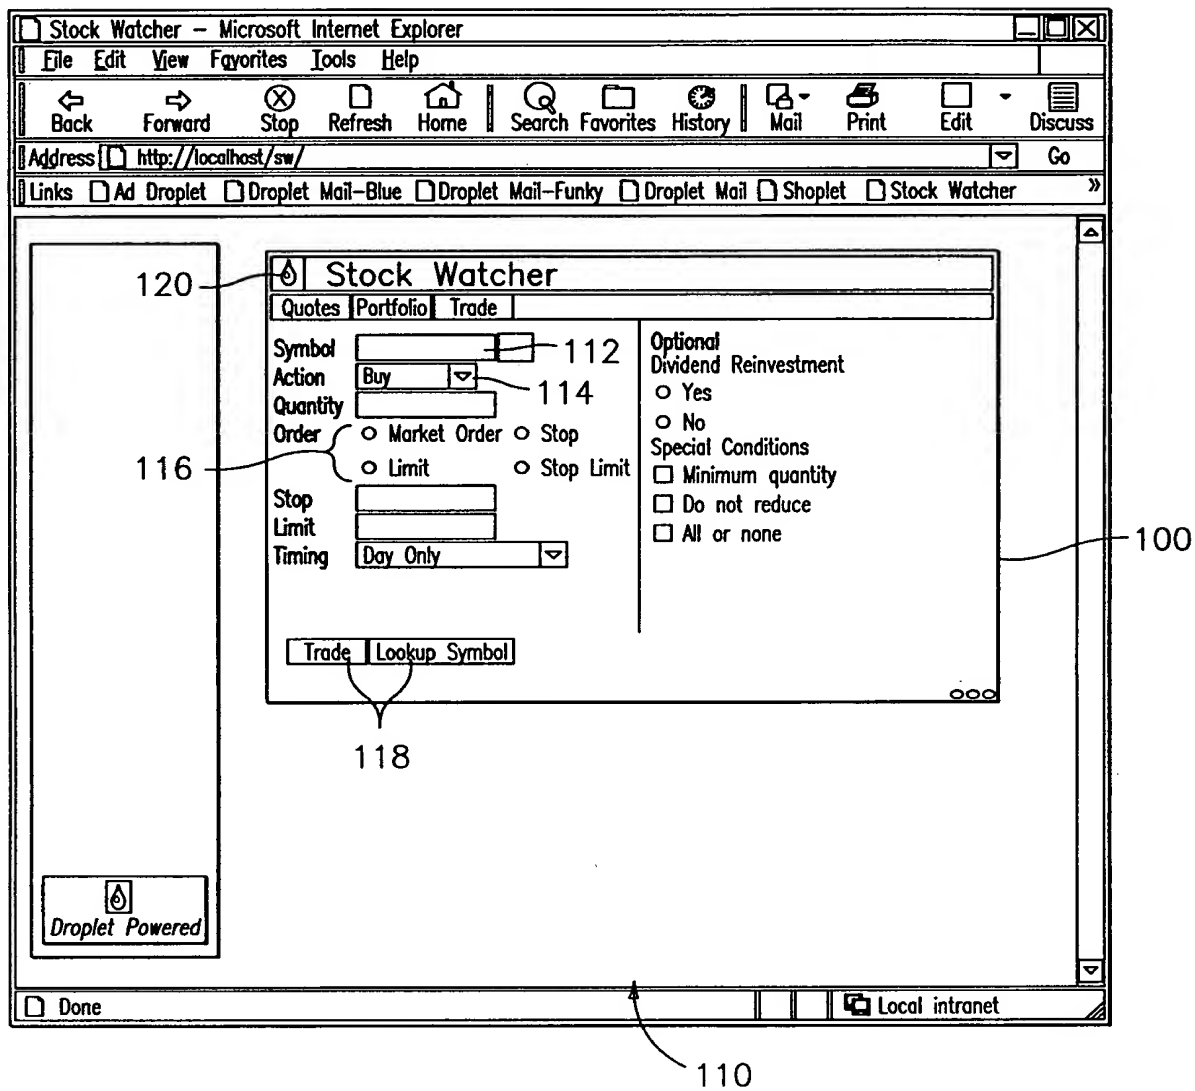 Stock Watcher – Microsoft Internet Explorer
File Edit View Favorites Tools Help
Back Forward Stop Refresh Home Search Favorites History Mail Print Edit Discuss
Address http://localhost/sw/ Go
Links Ad Droplet Droplet Mail–Blue Droplet Mail–Funky Droplet Mail Shoplet Stock Watcher »
120 Stock Watcher
Quotes Portfolio Trade
Symbol 112
Action Buy 114
Quantity
Order Market Order Stop
116 Limit Stop Limit
Stop
Limit
Timing Day Only
Optional
Dividend Reinvestment
Yes
No
Special Conditions
Minimum quantity
Do not reduce
All or none
100
Trade Lookup Symbol
118
Droplet Powered
Done Local intranet
110